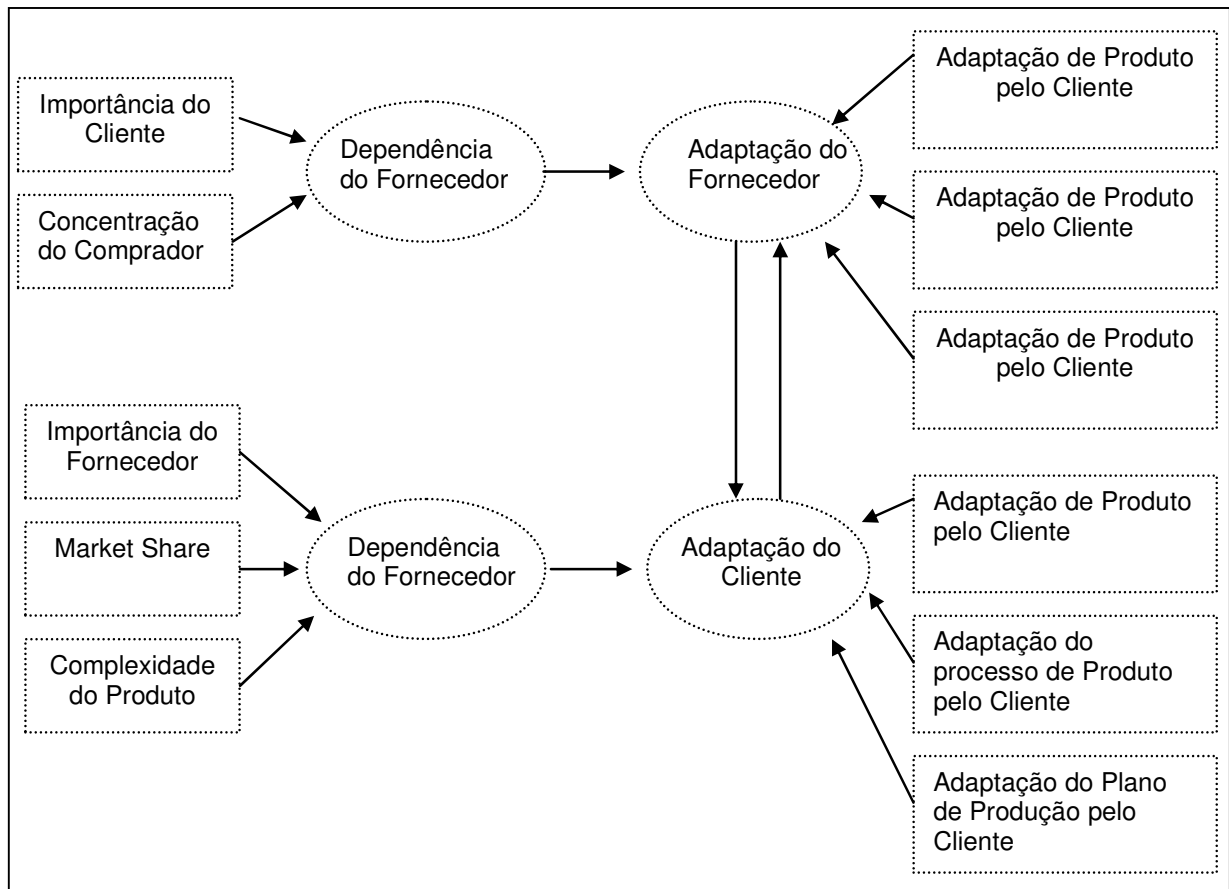 Importância do
Cliente
Concentração
do Comprador
Dependência
do Fornecedor
Adaptação do
Fornecedor
Adaptação de Produto
pelo Cliente
Adaptação de Produto
pelo Cliente
Adaptação de Produto
pelo Cliente
Importância do
Fornecedor
Market Share
Complexidade
do Produto
Dependência
do Fornecedor
Adaptação do
Cliente
Adaptação de Produto
pelo Cliente
Adaptação do
processo de Produto
pelo Cliente
Adaptação do Plano
de Produção pelo
Cliente